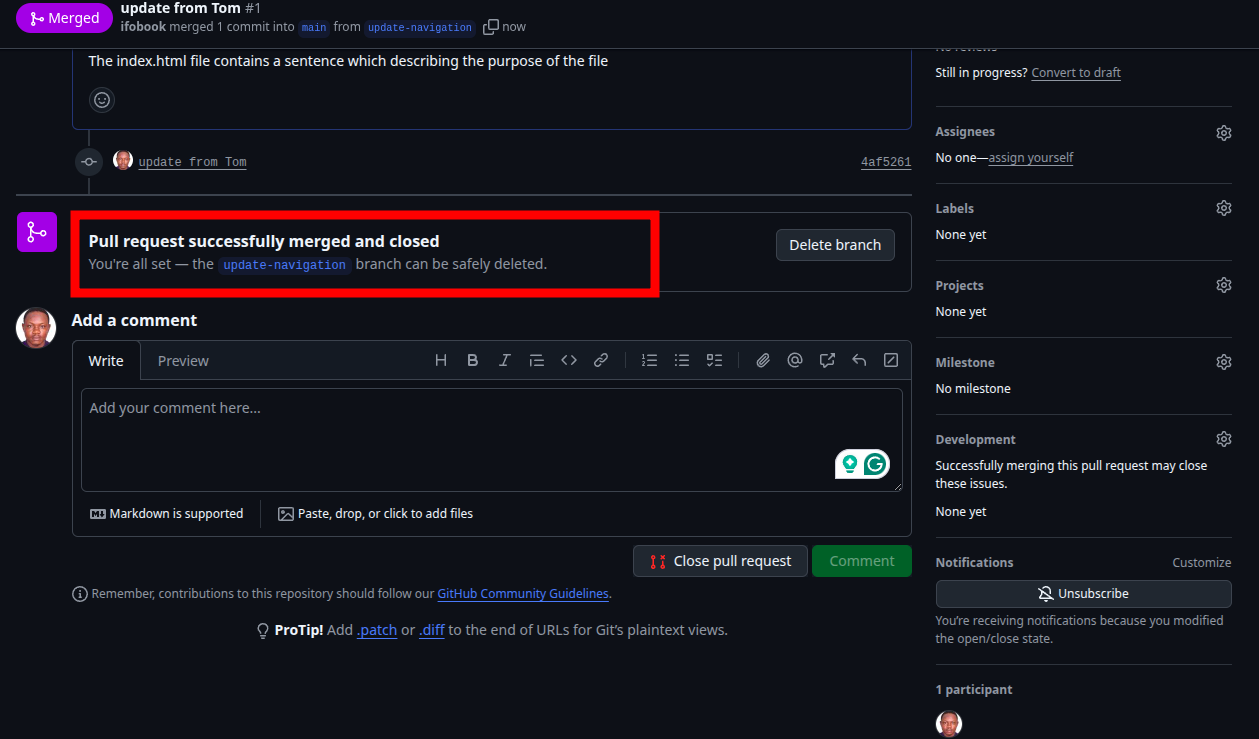 Merged
update from Tom #1
ifobook merged 1 commit into main from update-navigation now
No reviews
Still in progress? Convert to draft
The index.html file contains a sentence which describing the purpose of the file
update from Tom 4af5261
Pull request successfully merged and closed
You're all set — the update-navigation branch can be safely deleted.
Delete branch
Add a comment
Write Preview
Add your comment here...
Markdown is supported
Paste, drop, or click to add files
Close pull request
Comment
Remember, contributions to this repository should follow our GitHub Community Guidelines.
ProTip! Add .patch or .diff to the end of URLs for Git's plaintext views.
Assignees
No one—assign yourself
Labels
None yet
Projects
None yet
Milestone
No milestone
Development
Successfully merging this pull request may close
these issues.
None yet
Notifications Customize
Unsubscribe
You're receiving notifications because you modified
the open/close state.
1 participant